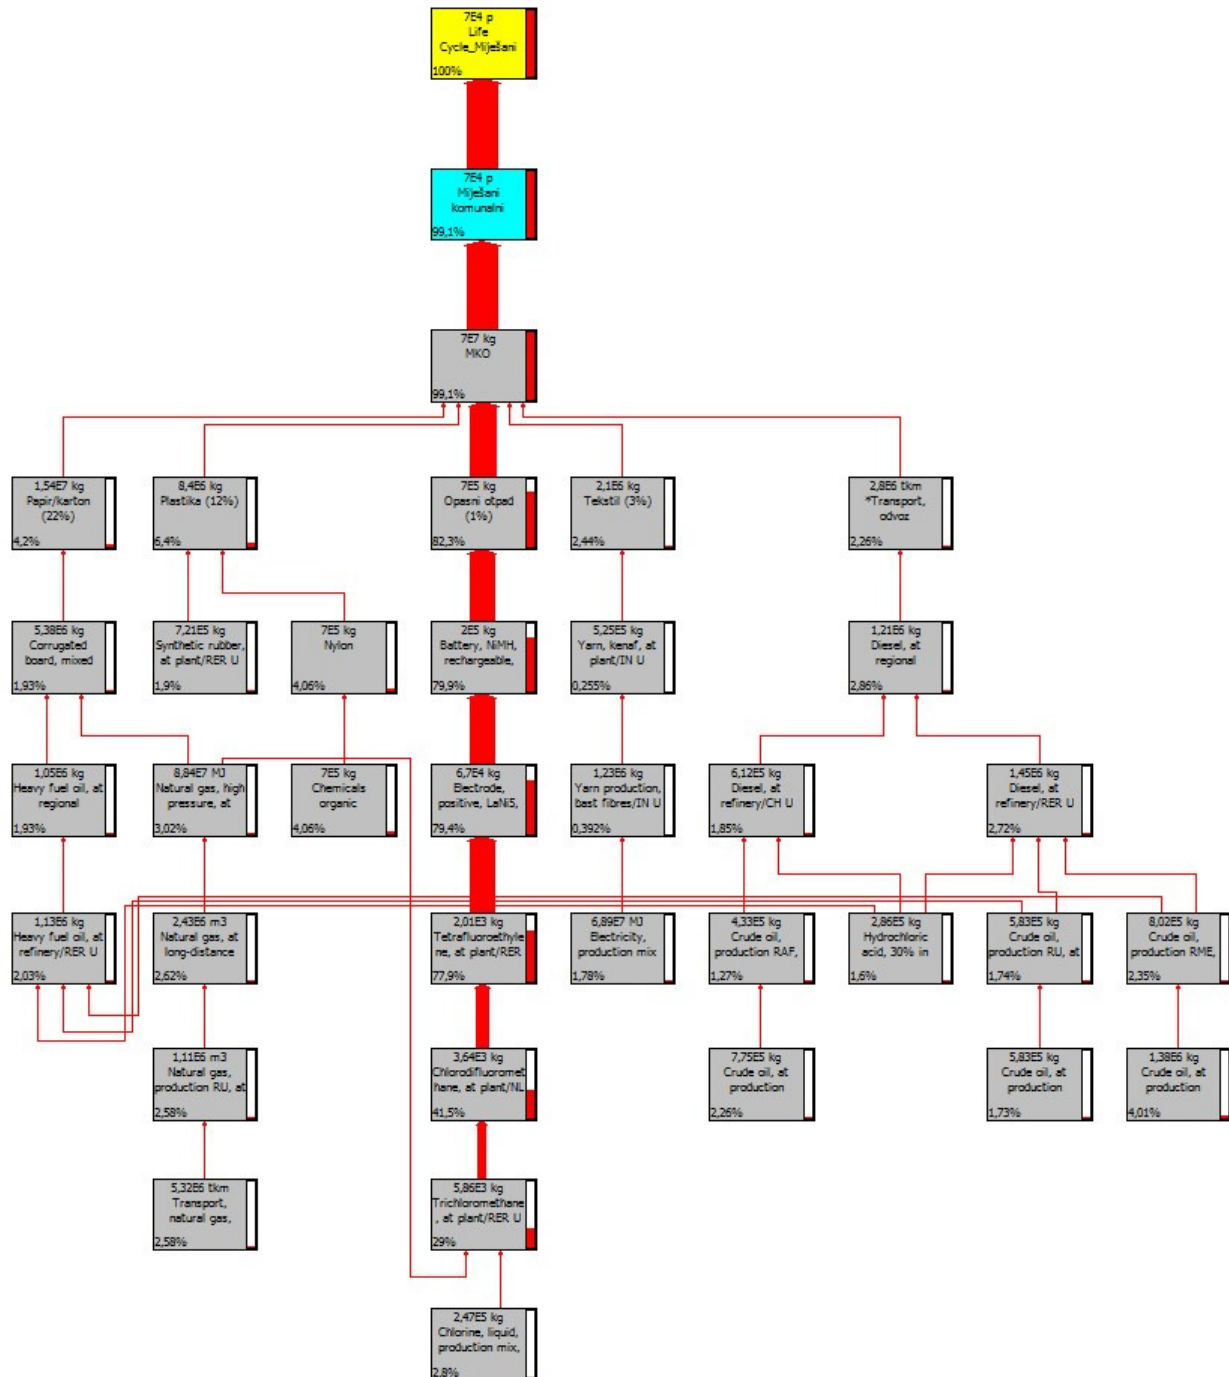 7E4 p
Life
Cycle_Miješani
100%
7E4 p
Miješani
komunalni
99,1%
7E7 kg
MKO
99,1%
1,54E7 kg
Papir/karton
(22%)
4,2%
8,4E6 kg
Plastika (12%)
6,4%
7E5 kg
Opasni otpad
(1%)
82,3%
2,1E6 kg
Tekstil (3%)
2,44%
2,8E6 tkm
*Transport,
odvoz
2,26%
5,38E6 kg
Corrugated
board, mixed
1,93%
7,21E5 kg
Synthetic rubber,
at plant/RER U
1,9%
7E5 kg
Nylon
4,06%
2E5 kg
Battery, NiMH,
rechargeable,
79,9%
5,25E5 kg
Yarn, kenaf, at
plant/IN U
0,255%
1,21E6 kg
Diesel, at
regional
2,86%
1,05E6 kg
Heavy fuel oil, at
regional
1,93%
8,84E7 MJ
Natural gas, high
pressure, at
3,02%
7E5 kg
Chemicals
organic
4,06%
6,7E4 kg
Electrode,
positive, LaNi5,
79,4%
1,23E6 kg
Yarn production,
bast fibres/IN U
0,392%
6,12E5 kg
Diesel, at
refinery/CH U
1,85%
1,45E6 kg
Diesel, at
refinery/RER U
2,72%
1,13E6 kg
Heavy fuel oil, at
refinery/RER U
2,03%
2,43E6 m3
Natural gas, at
long-distance
2,62%
2,01E3 kg
Tetrafluoroethyle
ne, at plant/RER
77,9%
6,89E7 MJ
Electricity,
production mix
1,78%
4,33E5 kg
Crude oil,
production RAF,
1,27%
2,86E5 kg
Hydrochloric
acid, 30% in
1,6%
5,83E5 kg
Crude oil,
production RU, at
1,74%
8,02E5 kg
Crude oil,
production RME,
2,35%
1,11E6 m3
Natural gas,
production RU, at
2,58%
3,64E3 kg
Chlorodifluoromet
hane, at plant/NL
41,5%
7,75E5 kg
Crude oil, at
production
2,26%
5,83E5 kg
Crude oil, at
production
1,73%
1,38E6 kg
Crude oil, at
production
4,01%
5,32E6 tkm
Transport,
natural gas,
2,58%
5,86E3 kg
Trichloromethane
, at plant/RER U
29%
2,47E5 kg
Chlorine, liquid,
production mix,
2,8%